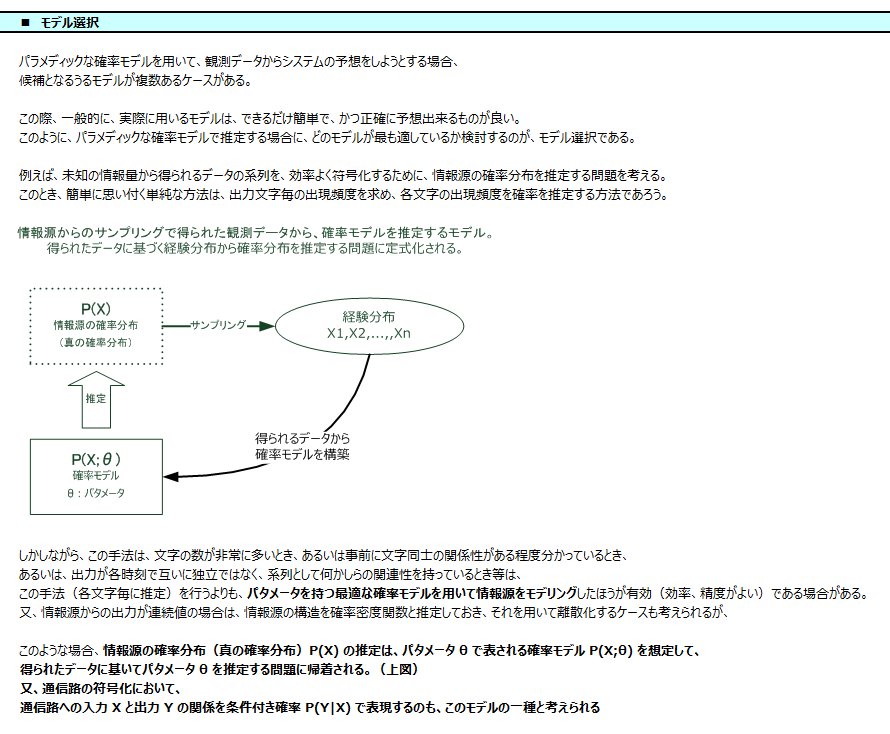 ■ モデル選択
パラメディックな確率モデルを用いて、観測データからシステムの予想をしようとする場合、
候補となるうるモデルが複数あるケースがある。
この際、一般的に、実際に用いるモデルは、できるだけ簡単で、かつ正確に予想出来るものが良い。
このように、パラメディックな確率モデルで推定する場合に、どのモデルが最も適しているか検討するのが、モデル選択である。
例えば、未知の情報量から得られるデータの系列を、効率よく符号化するために、情報源の確率分布を推定する問題を考える。
このとき、簡単に思い付く単純な方法は、出力文字毎の出現頻度を求め、各文字の出現頻度を確率を推定する方法であろう。
情報源からのサンプリングで得られた観測データから、確率モデルを推定するモデル。
得られたデータに基づく経験分布から確率分布を推定する問題に定式化される。
P(X)
情報源の確率分布
（真の確率分布）
サンプリング
経験分布
X1,X2,...,,Xn
推定
得られるデータから
確率モデルを構築
P(X;θ)
確率モデル
θ：パタメータ
しかしながら、この手法は、文字の数が非常に多いとき、あるいは事前に文字同士の関係性がある程度分かっているとき、
あるいは、出力が各時刻で互いに独立ではなく、系列として何かしらの関連性を持っているとき等は、
この手法（各文字毎に推定）を行うよりも、パタメータを持つ最適な確率モデルを用いて情報源をモデリングしたほうが有効（効率、精度がよい）である場合がある。
又、情報源からの出力が連続値の場合は、情報源の構造を確率密度関数と推定しておき、それを用いて離散化するケースも考えられるが、
このような場合、情報源の確率分布（真の確率分布）P(X) の推定は、パタメータ θ で表される確率モデル P(X;θ) を想定して、
得られたデータに基いてパタメータ θ を推定する問題に帰着される。（上図）
又、通信路の符号化において、
通信路への入力 X と出力 Y の関係を条件付き確率 P(Y|X) で表現するのも、このモデルの一種と考えられる